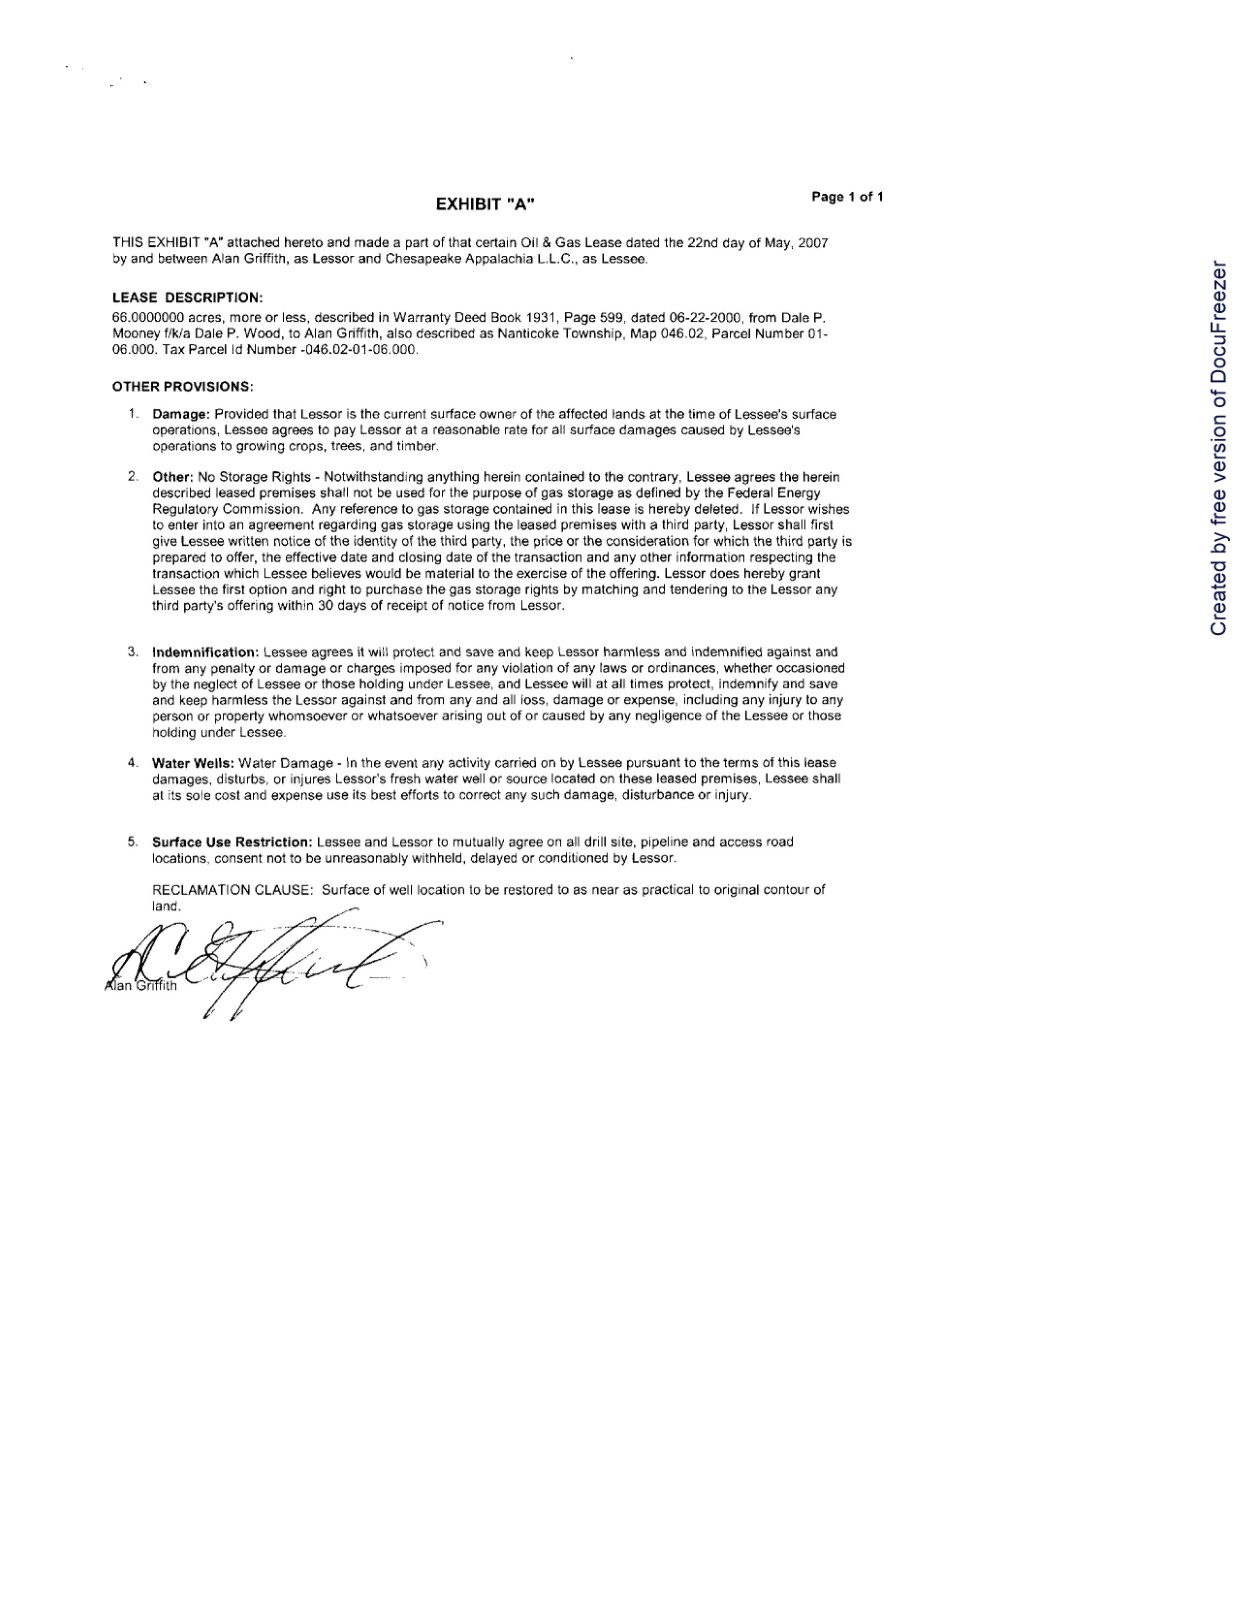 Page 1 of 1
EXHIBIT "A"
THIS EXHIBIT "A" attached hereto and made a part of that certain Oil & Gas Lease dated the 22nd day of May, 2007
by and between Alan Griffith, as Lessor and Chesapeake Appalachia L.L.C., as Lessee.
LEASE DESCRIPTION:
66.0000000 acres, more or less, described in Warranty Deed Book 1931, Page 599, dated 06-22-2000, from Dale P.
Mooney f/k/a Dale P. Wood, to Alan Griffith, also described as Nanticoke Township, Map 046.02, Parcel Number 01-
06.000. Tax Parcel Id Number -046.02-01-06.000.
OTHER PROVISIONS:
1. Damage: Provided that Lessor is the current surface owner of the affected lands at the time of Lessee's surface
operations, Lessee agrees to pay Lessor at a reasonable rate for all surface damages caused by Lessee's
operations to growing crops, trees, and timber.
2. Other: No Storage Rights - Notwithstanding anything herein contained to the contrary, Lessee agrees the herein
described leased premises shall not be used for the purpose of gas storage as defined by the Federal Energy
Regulatory Commission. Any reference to gas storage contained in this lease is hereby deleted. If Lessor wishes
to enter into an agreement regarding gas storage using the leased premises with a third party, Lessor shall first
give Lessee written notice of the identity of the third party, the price or the consideration for which the third party is
prepared to offer, the effective date and closing date of the transaction and any other information respecting the
transaction which Lessee believes would be material to the exercise of the offering. Lessor does hereby grant
Lessee the first option and right to purchase the gas storage rights by matching and tendering to the Lessor any
third party's offering within 30 days of receipt of notice from Lessor.
3. Indemnification: Lessee agrees it will protect and save and keep Lessor harmless and indemnified against and
from any penalty or damage or charges imposed for any violation of any laws or ordinances, whether occasioned
by the neglect of Lessee or those holding under Lessee, and Lessee will at all times protect, indemnify and save
and keep harmless the Lessor against and from any and all loss, damage or expense, including any injury to any
person or property whomsoever or whatsoever arising out of or caused by any negligence of the Lessee or those
holding under Lessee.
4. Water Wells: Water Damage - In the event any activity carried on by Lessee pursuant to the terms of this lease
damages, disturbs, or injures Lessor's fresh water well or source located on these leased premises, Lessee shall
at its sole cost and expense use its best efforts to correct any such damage, disturbance or injury.
5. Surface Use Restriction: Lessee and Lessor to mutually agree on all drill site, pipeline and access road
locations, consent not to be unreasonably withheld, delayed or conditioned by Lessor.
RECLAMATION CLAUSE: Surface of well location to be restored to as near as practical to original contour of
land.
Alan Griffith
Created by free version of DocuFreezer